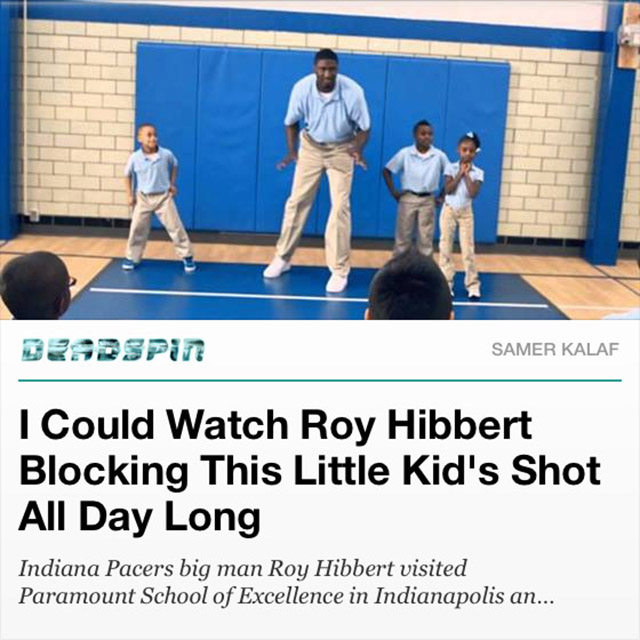 DEADSPIN
SAMER KALAF
I Could Watch Roy Hibbert
Blocking This Little Kid's Shot
All Day Long
Indiana Pacers big man Roy Hibbert visited
Paramount School of Excellence in Indianapolis an...